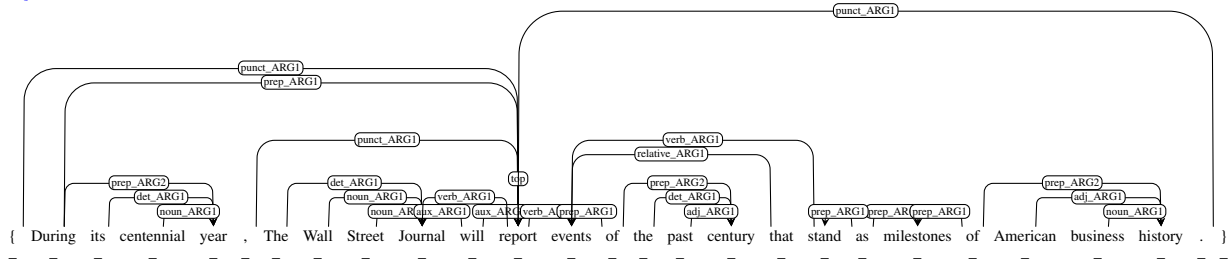 punct_ARG1
punct_ARG1
prep_ARG1
punct_ARG1 verb_ARG1
relative_ARG1
top
prep_ARG2 det_ARG1 prep_ARG2 prep_ARG2
det_ARG1 noun_ARG1 verb_ARG1 det_ARG1 adj_ARG1
noun_ARG1 aux_ARG1 prep_ARG1 adj_ARG1 prep_ARG1 prep_ARG1 noun_ARG1
{ During its centennial year , The Wall Street Journal will report events of the past century that stand as milestones of American business history . }